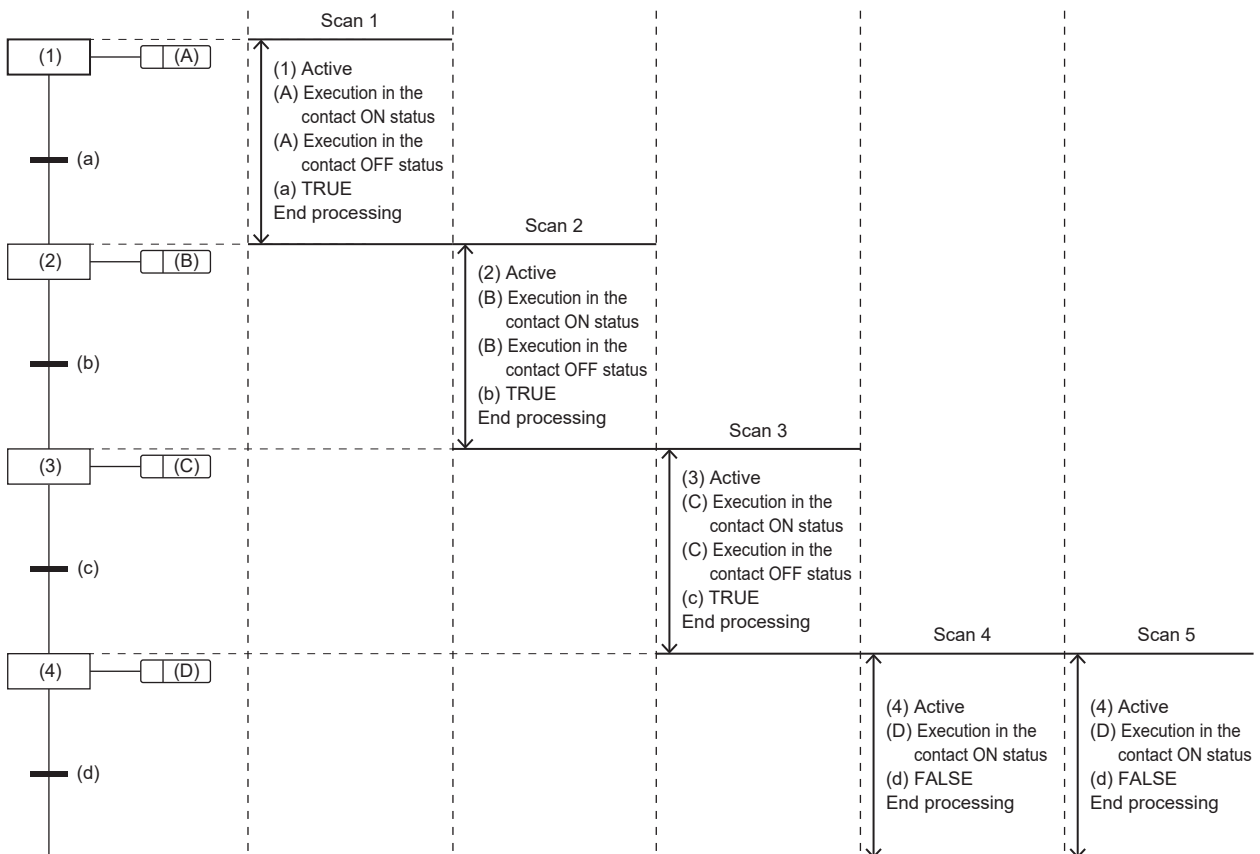 Scan 1
(1)
(A)
(1) Active
(A) Execution in the
contact ON status
(A) Execution in the
contact OFF status
(a) TRUE
End processing
(a)
Scan 2
(2)
(B)
(2) Active
(B) Execution in the
contact ON status
(B) Execution in the
contact OFF status
(b) TRUE
End processing
(b)
Scan 3
(3)
(C)
(3) Active
(C) Execution in the
contact ON status
(C) Execution in the
contact OFF status
(c) TRUE
End processing
(c)
Scan 4
Scan 5
(4)
(D)
(4) Active
(D) Execution in the
contact ON status
(d) FALSE
End processing
(4) Active
(D) Execution in the
contact ON status
(d) FALSE
End processing
(d)